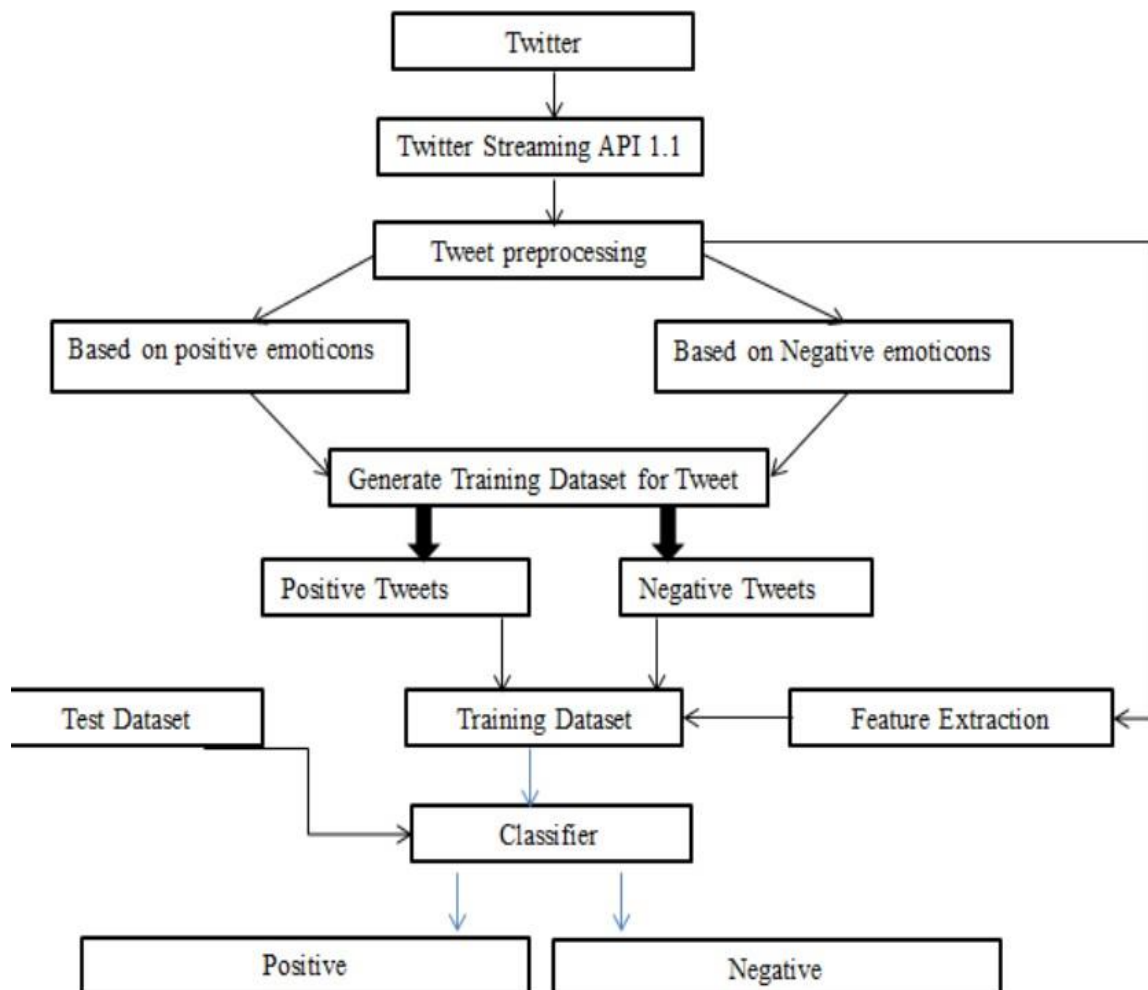 Twitter
Twitter Streaming API 1.1
Tweet preprocessing
Based on positive emoticons
Based on Negative emoticons
Generate Training Dataset for Tweet
Positive Tweets
Negative Tweets
Test Dataset
Training Dataset
Feature Extraction
Classifier
Positive
Negative